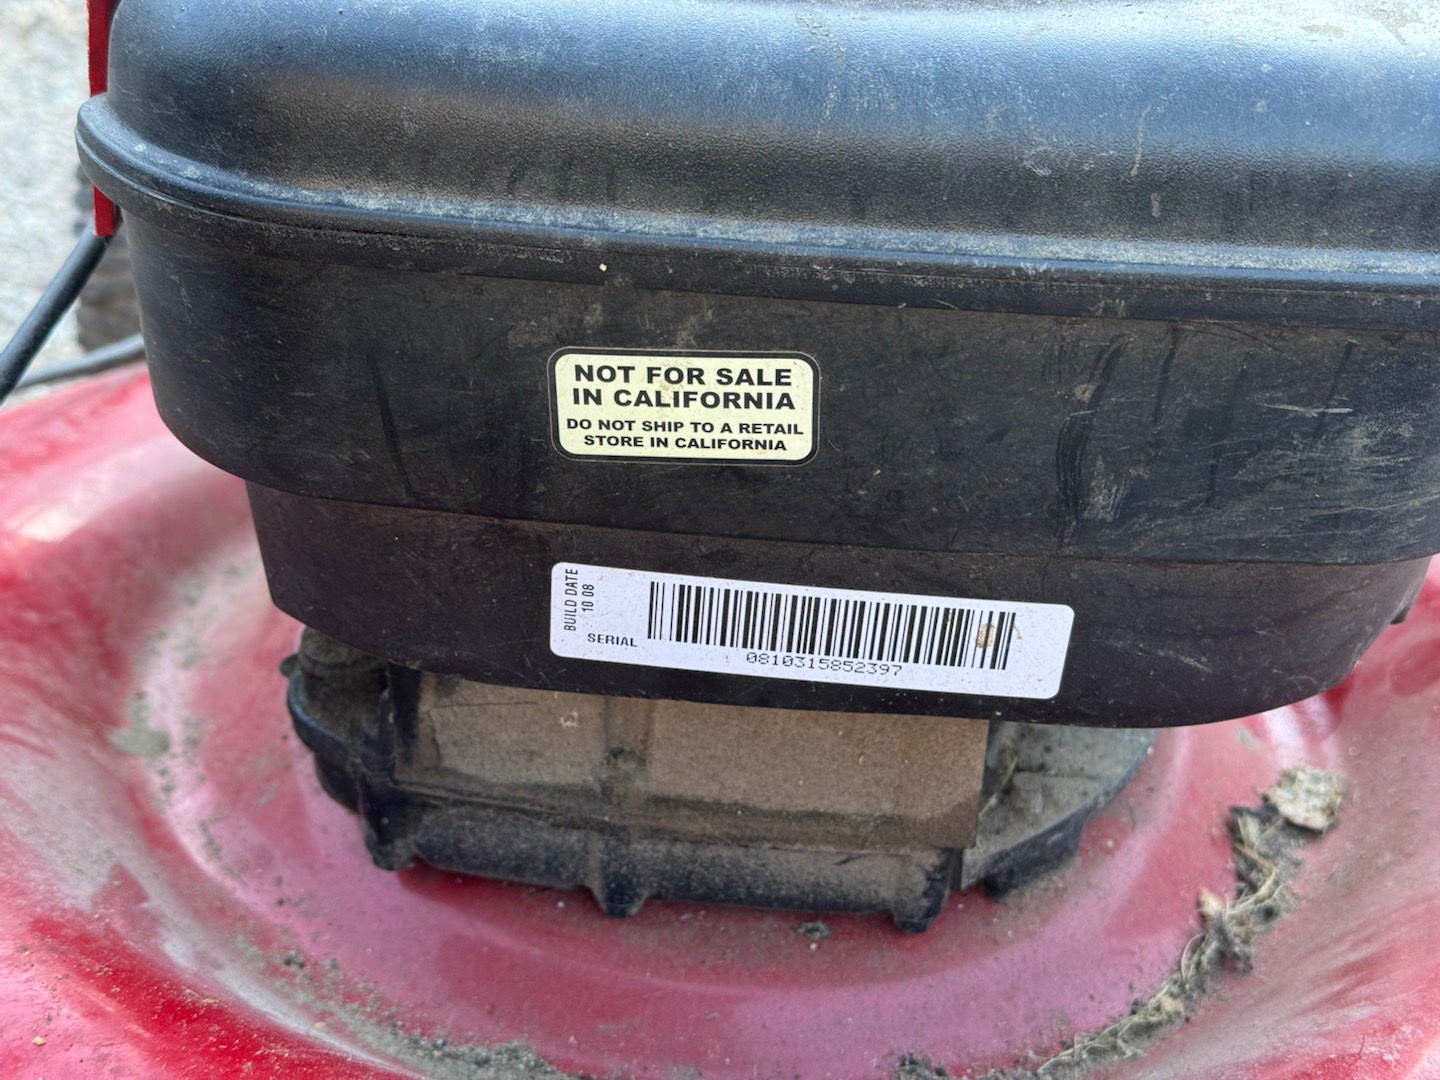 NOT FOR SALE
IN CALIFORNIA
DO NOT SHIP TO A RETAIL
STORE IN CALIFORNIA
BUILD DATE
10 08
SERIAL
0810315852397